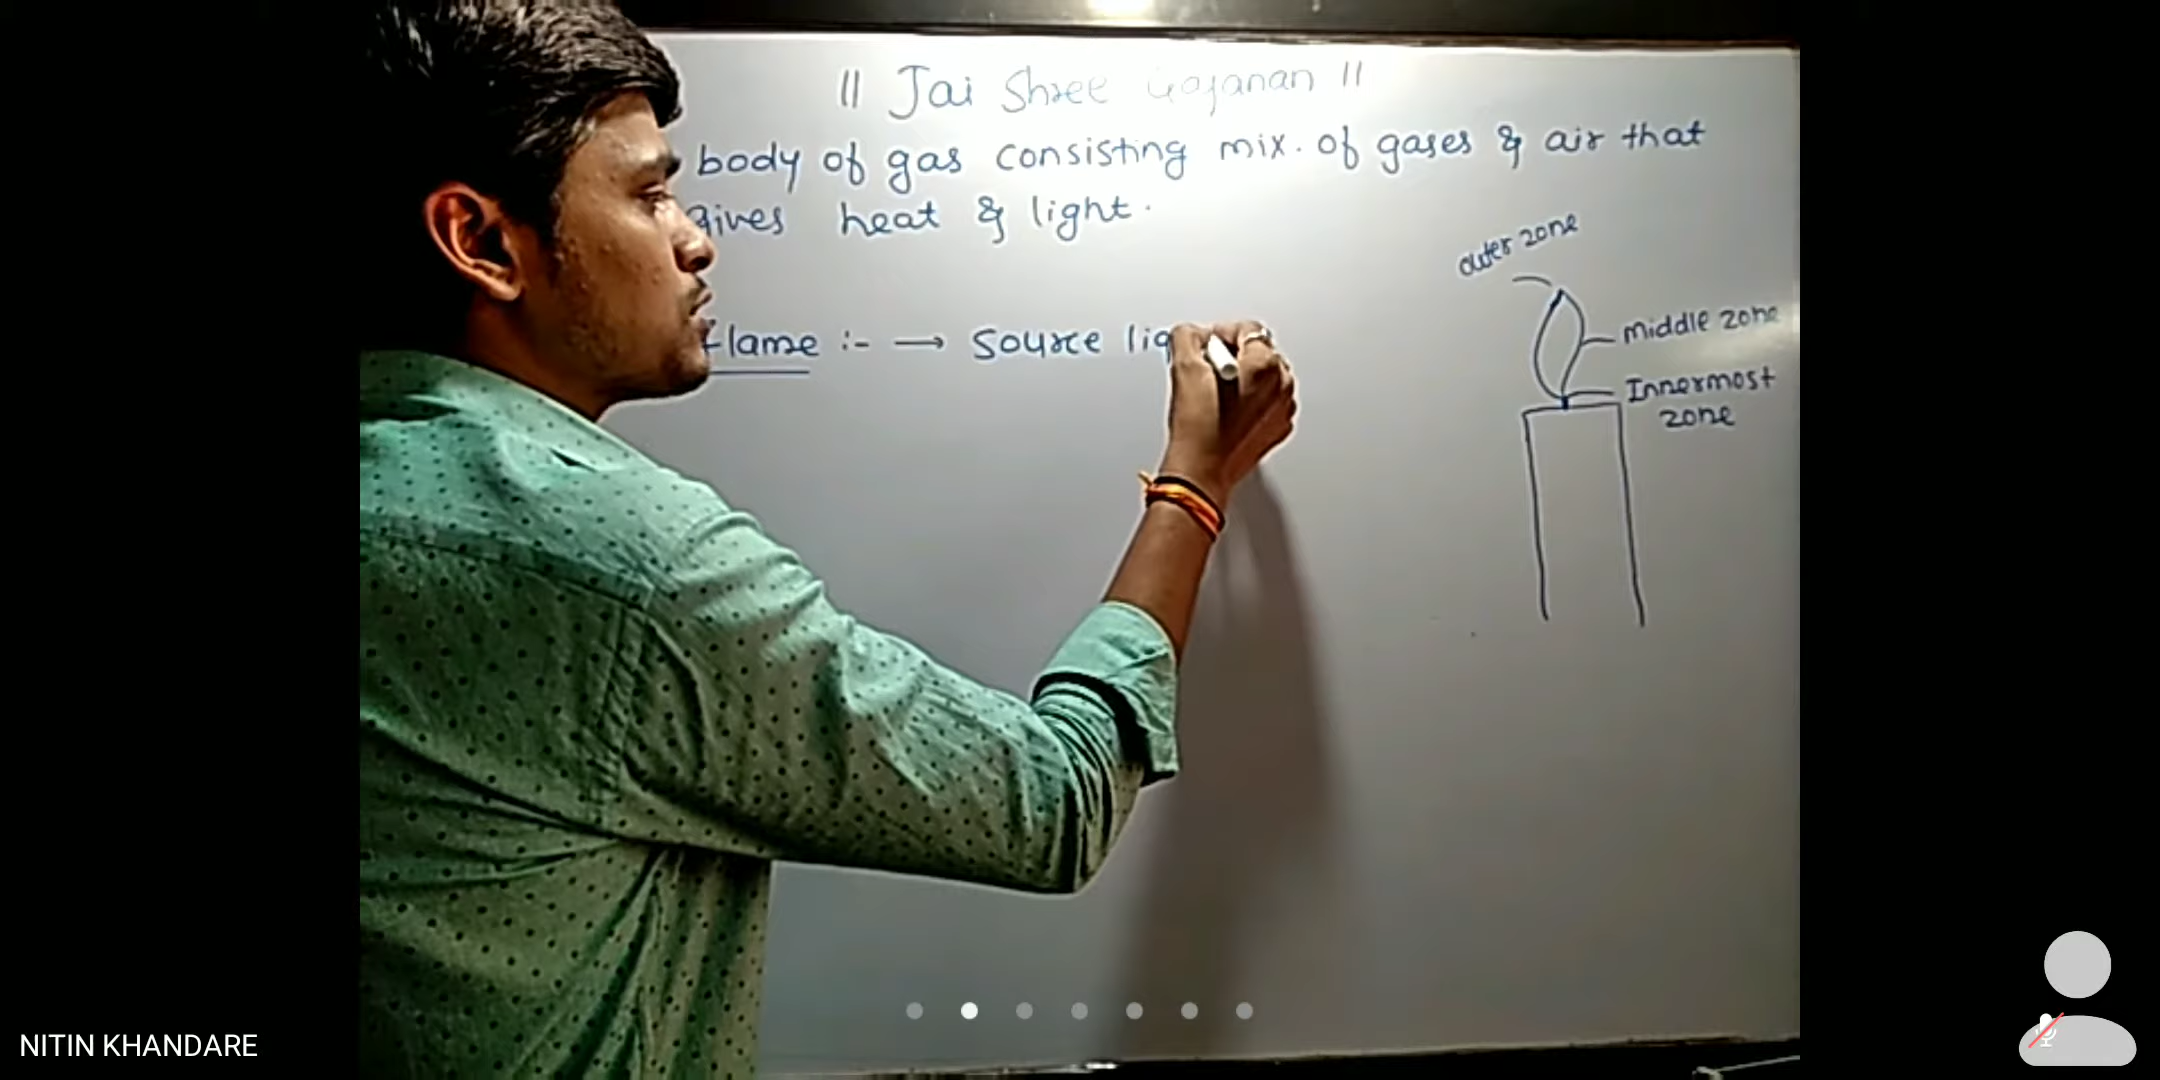 || Jai Shree Gajanan ||
body of gas consisting mix. of gases & air that
gives heat & light.
outer zone
middle zone
Innermost
zone
flame :- → Source lig
NITIN KHANDARE